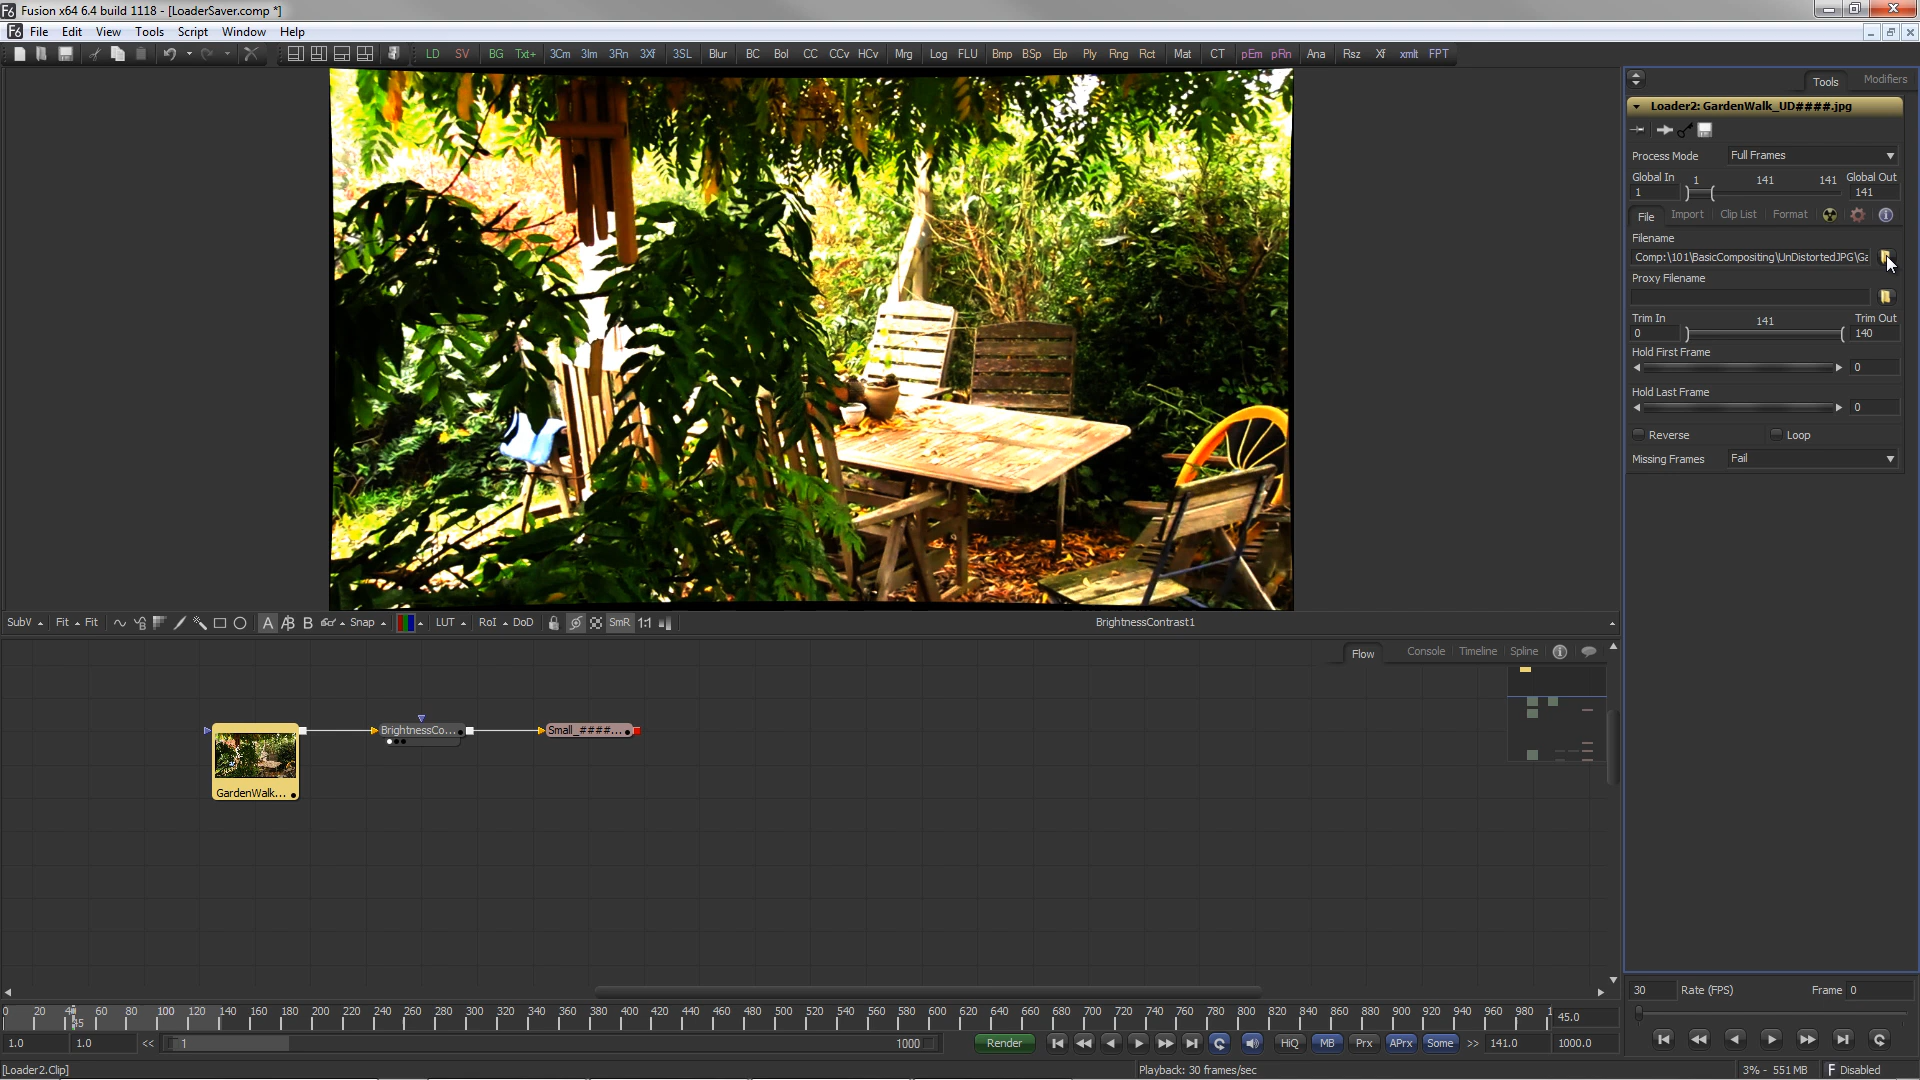 Fusion x64 6.4 build 1118 - [LoaderSaver.comp *]
File Edit View Tools Script Window Help
LD SV BG Txt+ 3Cm 3Im 3Rn 3Xf 3SL Blur BC Bol CC CCv HCv Mrg Log FLU Bmp BSp Elp Ply Rng Rct Mat CT pEm pRn Ana Rsz Xf xmlt FPT
Tools Modifiers
Loader2: GardenWalk_UD####.jpg
Process Mode Full Frames
Global In 1 141 141 Global Out
1 141
File Import Clip List Format
Filename
Comp:\101\BasicCompositing\UnDistortedJPG\Ga
Proxy Filename
Trim In 141 Trim Out
0 140
Hold First Frame
0
Hold Last Frame
0
Reverse Loop
Missing Frames Fail
SubV Fit Fit A B Snap LUT RoI DoD SmR 1:1 BrightnessContrast1
Flow Console Timeline Spline
BrightnessCo... Small_####...
GardenWalk...
0 20 40 60 80 100 120 140 160 180 200 220 240 260 280 300 320 340 360 380 400 420 440 460 480 500 520 540 560 580 600 620 640 660 680 700 720 740 760 780 800 820 840 860 880 900 920 940 960 980
45 45.0
1.0 1.0 << 1 1000 Render HiQ MB Prx APrx Some >> 141.0 1000.0
30 Rate (FPS) Frame 0
[Loader2.Clip] Playback: 30 frames/sec 3% - 551 MB Disabled